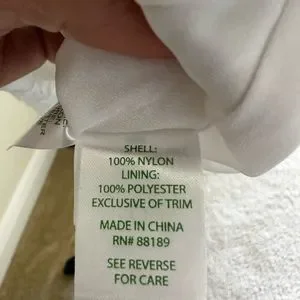 SHELL:
100% NYLON
LINING:
100% POLYESTER
EXCLUSIVE OF TRIM
MADE IN CHINA
RN# 88189
SEE REVERSE
FOR CARE